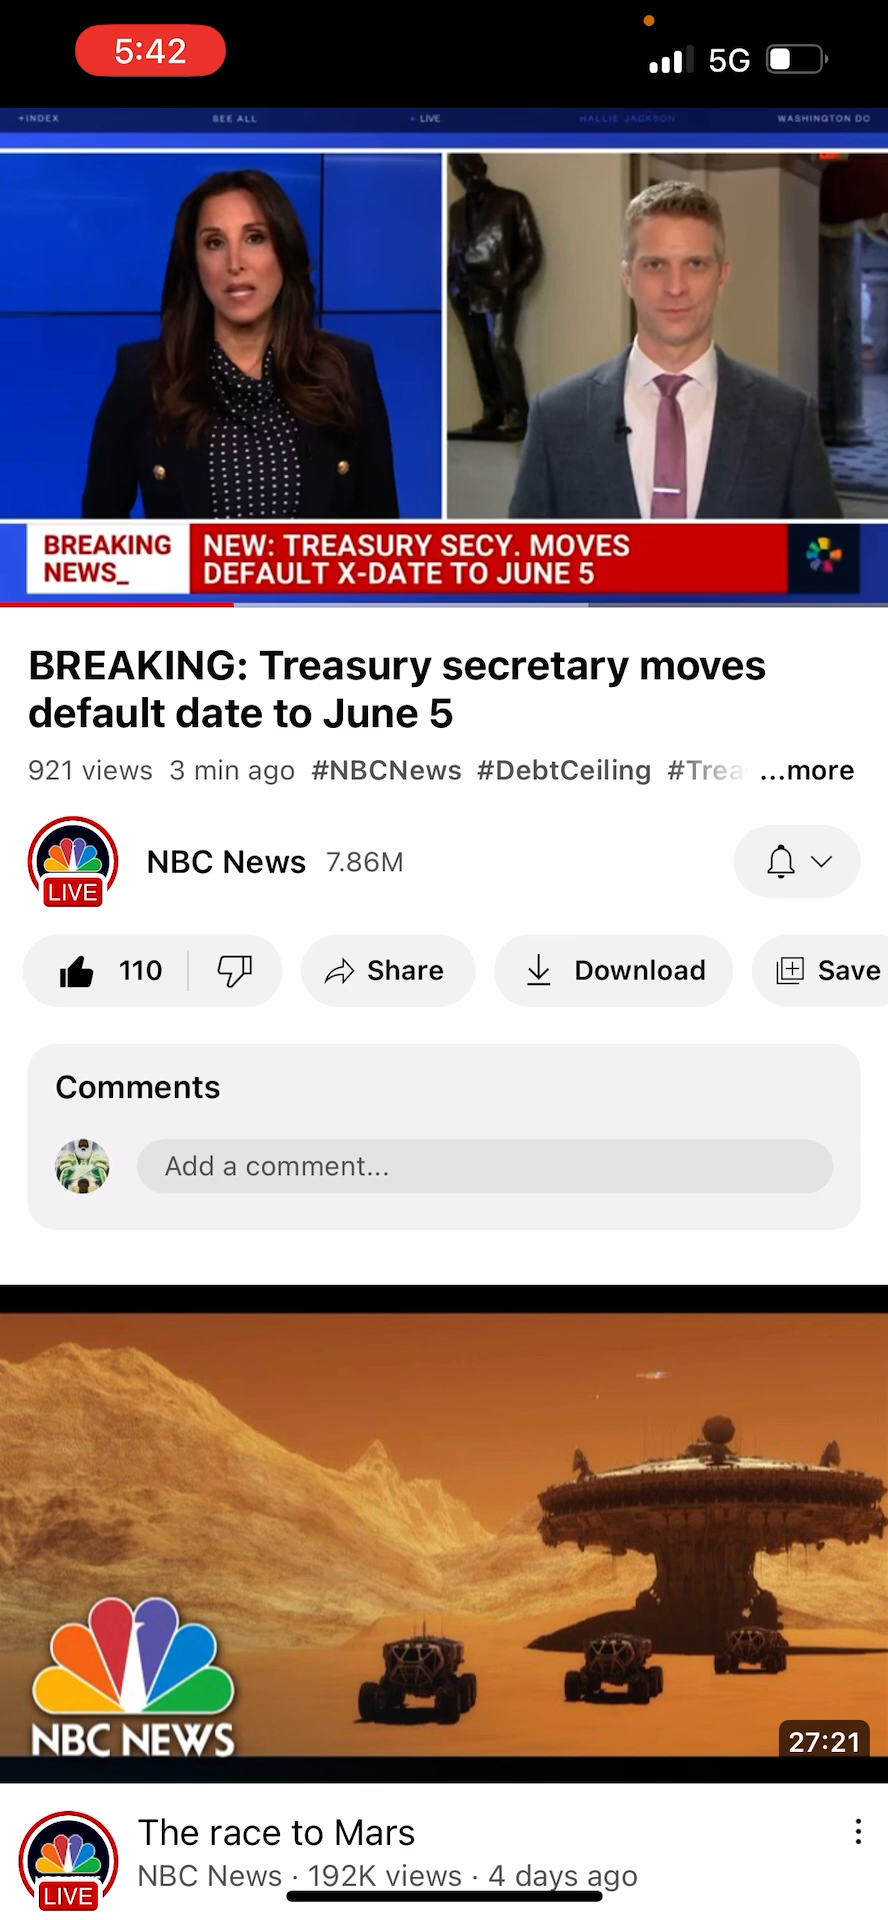 5:42
5G
+INDEX
SEE ALL
LIVE
HALLIE JACKSON
WASHINGTON DC
BREAKING
NEWS_
NEW: TREASURY SECY. MOVES
DEFAULT X-DATE TO JUNE 5
BREAKING: Treasury secretary moves
default date to June 5
921 views 3 min ago #NBCNews #DebtCeiling #Trea ...more
NBC News 7.86M
LIVE
110
Share
Download
Save
Comments
Add a comment...
NBC NEWS
27:21
The race to Mars
NBC News · 192K views · 4 days ago
LIVE